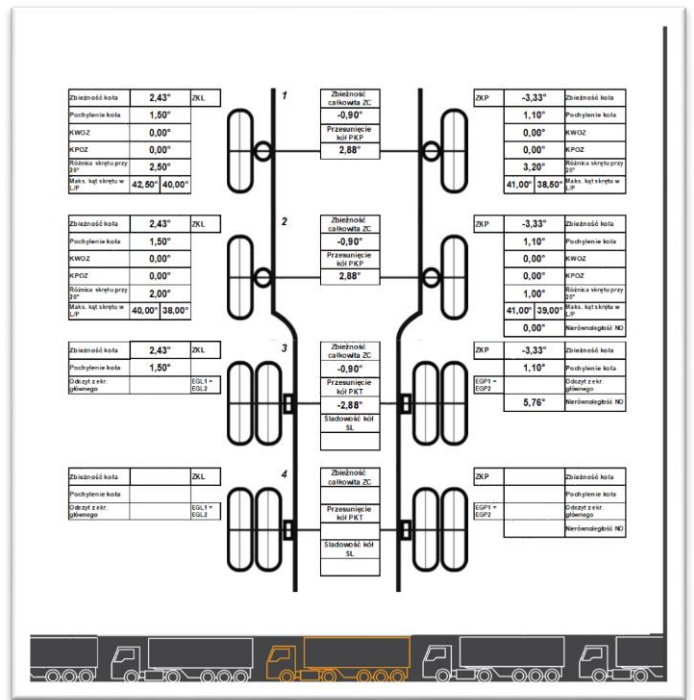 1
Zbieżność koła 2,43° ZKL
Pochylenie koła 1,50°
KWOZ 0,00°
KPOZ 0,00°
Różnica skrętu przy 20° 2,50°
Maks. kąt skrętu w L/P 42,50° 40,00°
Zbieżność
całkowita ZC
-0,90°
Przesunięcie
kół PKP
2,88°
ZKP -3,33° Zbieżność koła
1,10° Pochylenie koła
0,00° KWOZ
0,00° KPOZ
3,20° Różnica skrętu przy 20°
41,00° 38,50° Maks. kąt skrętu w L/P
2
Zbieżność koła 2,43° ZKL
Pochylenie koła 1,50°
KWOZ 0,00°
KPOZ 0,00°
Różnica skrętu przy 20° 2,00°
Maks. kąt skrętu w L/P 40,00° 38,00°
Zbieżność
całkowita ZC
-0,90°
Przesunięcie
kół PKP
2,88°
ZKP -3,33° Zbieżność koła
1,10° Pochylenie koła
0,00° KWOZ
0,00° KPOZ
1,00° Różnica skrętu przy 20°
41,00° 39,00° Maks. kąt skrętu w L/P
0,00° Nierównoległość NO
3
Zbieżność koła 2,43° ZKL
Pochylenie koła 1,50°
Odczyt z ekr. głównego EGL1 = EGL2
Zbieżność
całkowita ZC
-0,90°
Przesunięcie
kół PKT
-2,88°
Śladowość kół
SL
ZKP -3,33° Zbieżność koła
1,10° Pochylenie koła
EGP1 = EGP2 Odczyt z ekr. głównego
5,76° Nierównoległość NO
4
Zbieżność koła ZKL
Pochylenie koła
Odczyt z ekr. głównego EGL1 = EGL2
Zbieżność
całkowita ZC
Przesunięcie
kół PKT
Śladowość kół
SL
ZKP Zbieżność koła
Pochylenie koła
EGP1 = EGP2 Odczyt z ekr. głównego
Nierównoległość NO